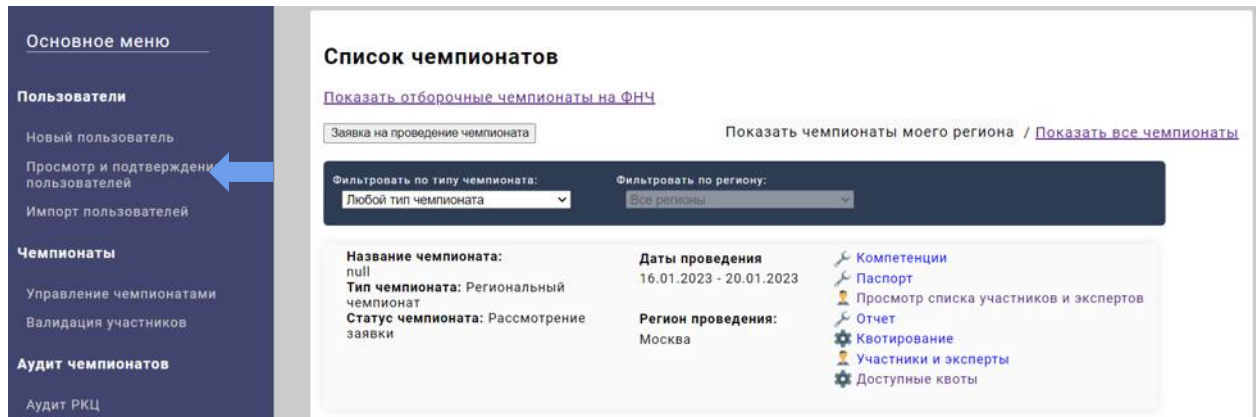 Основное меню
Пользователи
Новый пользователь
Просмотр и подтверждени
пользователей
Импорт пользователей
Чемпионаты
Управление чемпионатами
Валидация участников
Аудит чемпионатов
Аудит РКЦ
Список чемпионатов
Показать отборочные чемпионаты на ФНЧ
Заявка на проведение чемпионата
Показать чемпионаты моего региона / Показать все чемпионаты
Фильтровать по типу чемпионата:
Любой тип чемпионата
Фильтровать по региону:
Все регионы
Название чемпионата:
null
Тип чемпионата: Региональный
чемпионат
Статус чемпионата: Рассмотрение
заявки
Даты проведения
16.01.2023 - 20.01.2023
Регион проведения:
Москва
Компетенции
Паспорт
Просмотр списка участников и экспертов
Отчет
Квотирование
Участники и эксперты
Доступные квоты